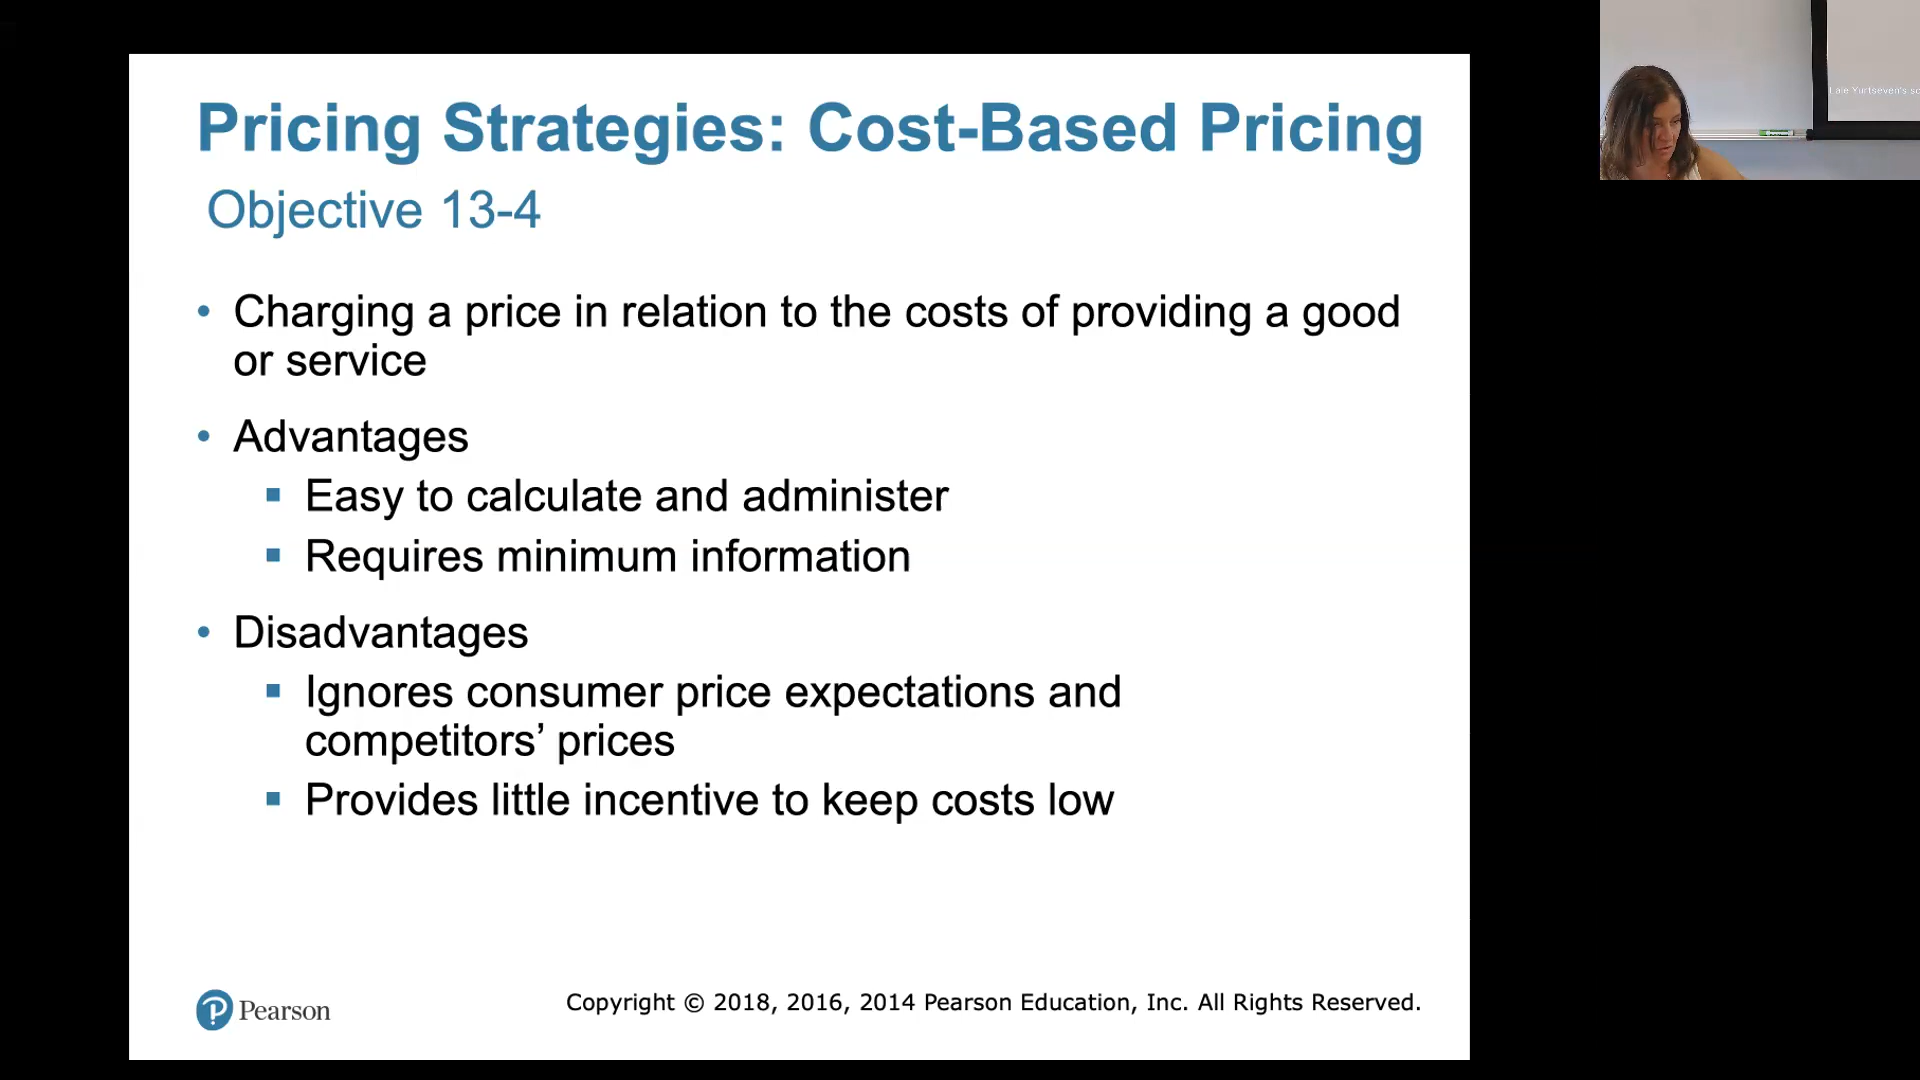 Pricing Strategies: Cost-Based Pricing
Objective 13-4
• Charging a price in relation to the costs of providing a good
or service
• Advantages
▪ Easy to calculate and administer
▪ Requires minimum information
• Disadvantages
▪ Ignores consumer price expectations and
competitors’ prices
▪ Provides little incentive to keep costs low
Pearson
Copyright © 2018, 2016, 2014 Pearson Education, Inc. All Rights Reserved.
Yurtseven's